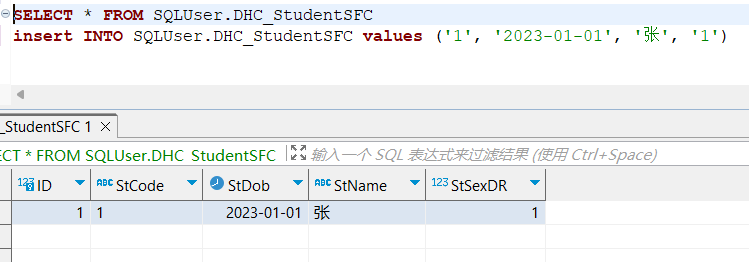 SELECT * FROM SQLUser.DHC_StudentSFC
insert INTO SQLUser.DHC_StudentSFC values ('1', '2023-01-01', '张', '1')
_StudentSFC 1
ECT * FROM SQLUser.DHC_StudentSFC 输入一个 SQL 表达式来过滤结果 (使用 Ctrl+Space)
123 ID ABC StCode StDob ABC StName 123 StSexDR
1 1 2023-01-01 张 1